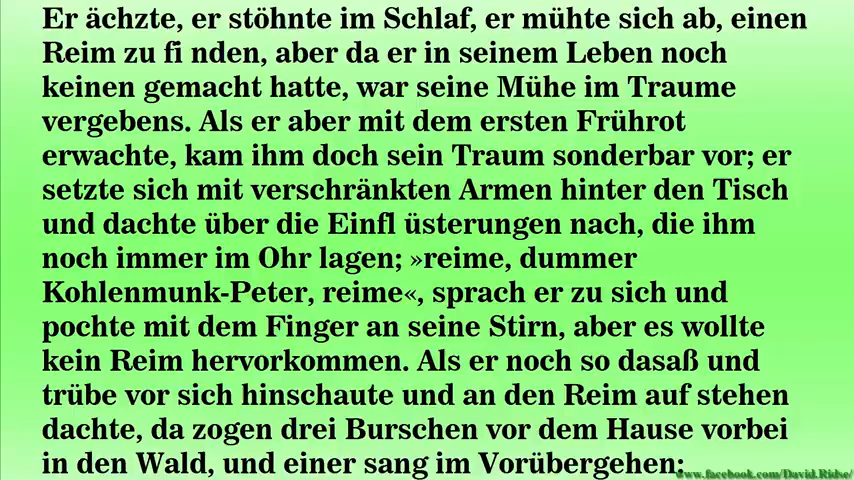 Er ächzte, er stöhnte im Schlaf, er mühte sich ab, einen
Reim zu fi nden, aber da er in seinem Leben noch
keinen gemacht hatte, war seine Mühe im Traume
vergebens. Als er aber mit dem ersten Frührot
erwachte, kam ihm doch sein Traum sonderbar vor; er
setzte sich mit verschränkten Armen hinter den Tisch
und dachte über die Einfl üsterungen nach, die ihm
noch immer im Ohr lagen; »reime, dummer
Kohlenmunk-Peter, reime«, sprach er zu sich und
pochte mit dem Finger an seine Stirn, aber es wollte
kein Reim hervorkommen. Als er noch so dasaß und
trübe vor sich hinschaute und an den Reim auf stehen
dachte, da zogen drei Burschen vor dem Hause vorbei
in den Wald, und einer sang im Vorübergehen:
www.facebook.com/David.Ridse/